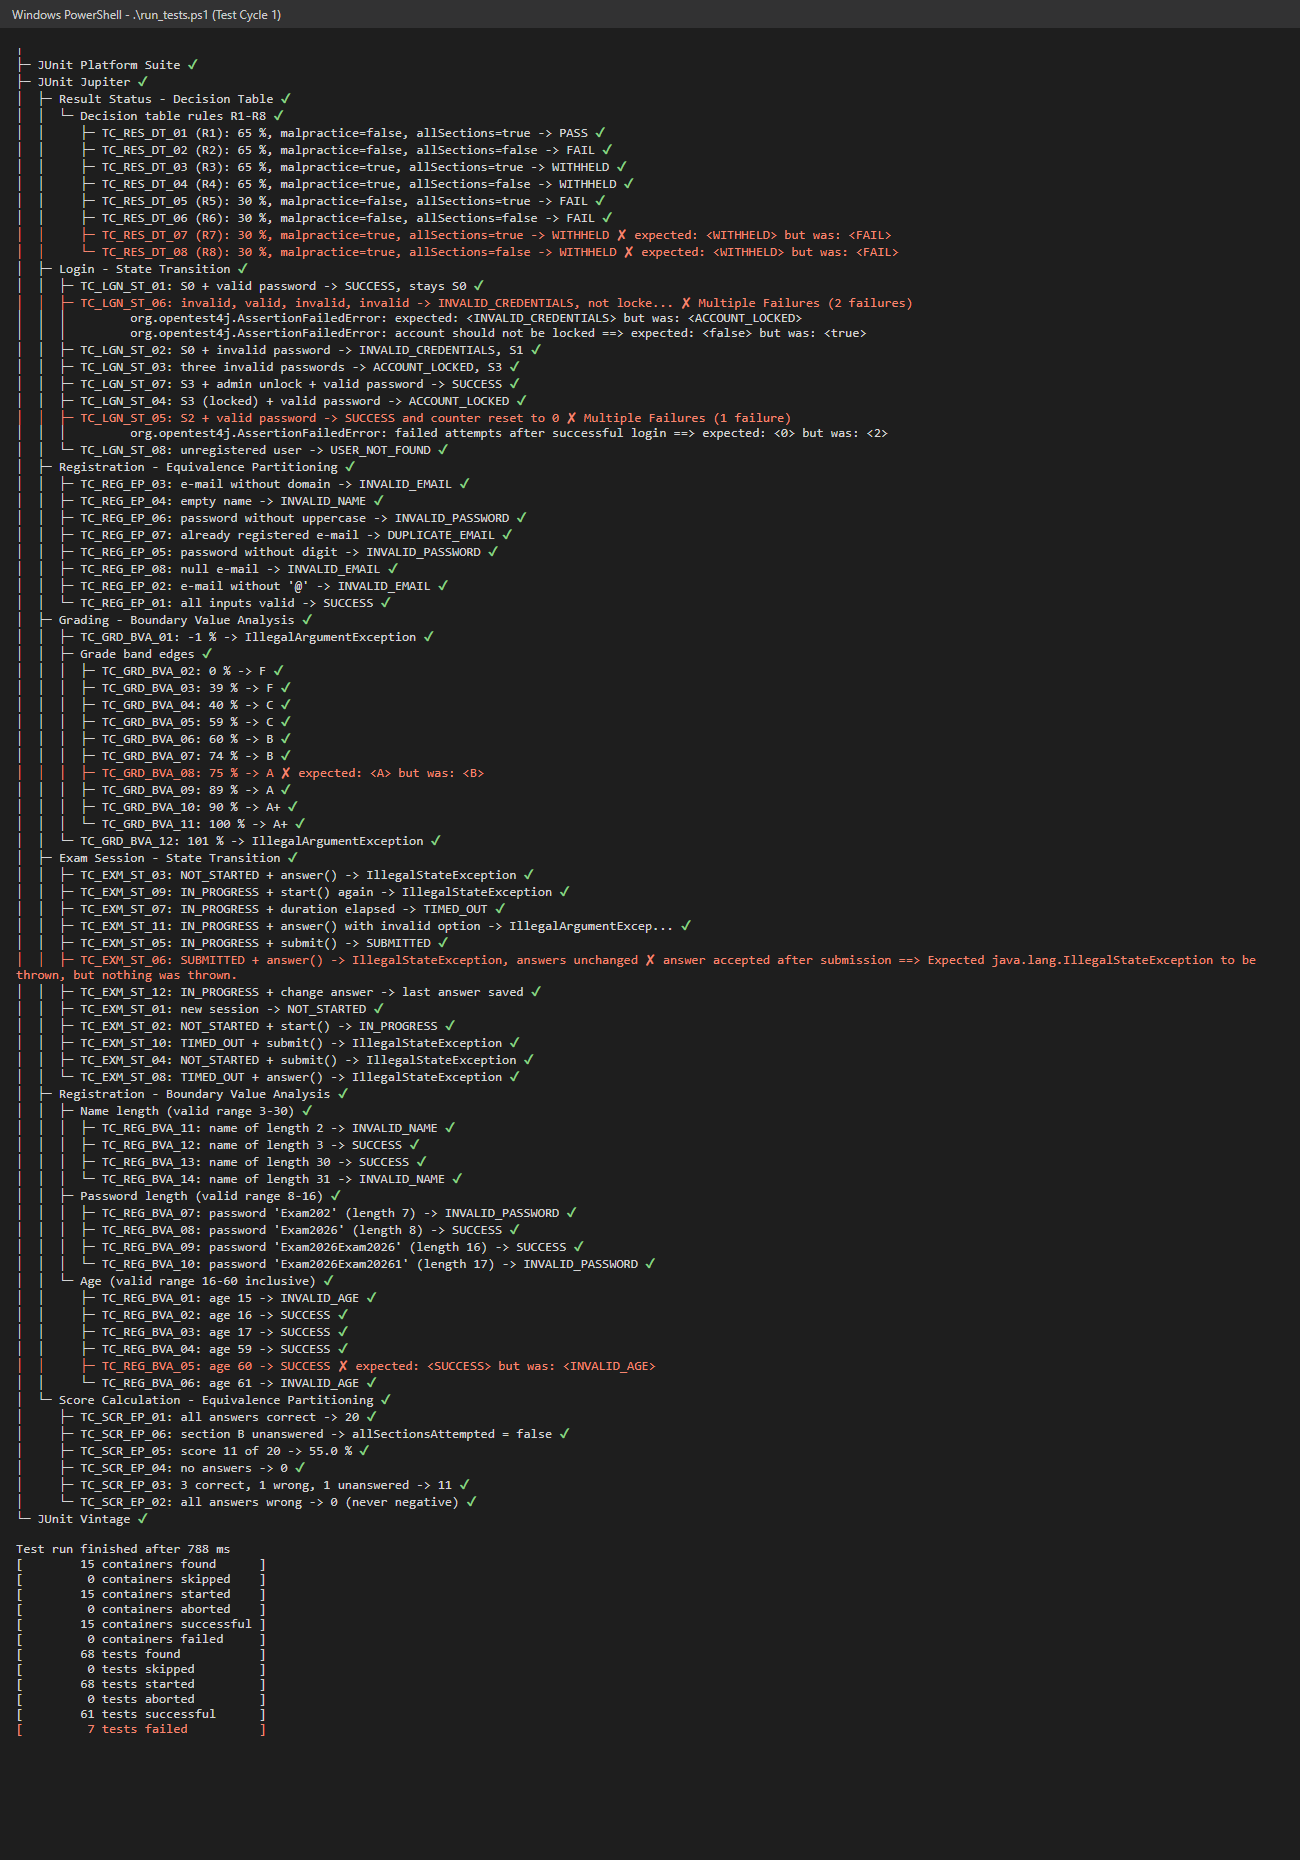 Windows PowerShell - .\run_tests.ps1 (Test Cycle 1)
╷
├─ JUnit Platform Suite ✔
├─ JUnit Jupiter ✔
│  ├─ Result Status - Decision Table ✔
│  │  └─ Decision table rules R1-R8 ✔
│  │     ├─ TC_RES_DT_01 (R1): 65 %, malpractice=false, allSections=true -> PASS ✔
│  │     ├─ TC_RES_DT_02 (R2): 65 %, malpractice=false, allSections=false -> FAIL ✔
│  │     ├─ TC_RES_DT_03 (R3): 65 %, malpractice=true, allSections=true -> WITHHELD ✔
│  │     ├─ TC_RES_DT_04 (R4): 65 %, malpractice=true, allSections=false -> WITHHELD ✔
│  │     ├─ TC_RES_DT_05 (R5): 30 %, malpractice=false, allSections=true -> FAIL ✔
│  │     ├─ TC_RES_DT_06 (R6): 30 %, malpractice=false, allSections=false -> FAIL ✔
│  │     ├─ TC_RES_DT_07 (R7): 30 %, malpractice=true, allSections=true -> WITHHELD ✘ expected: <WITHHELD> but was: <FAIL>
│  │     └─ TC_RES_DT_08 (R8): 30 %, malpractice=true, allSections=false -> WITHHELD ✘ expected: <WITHHELD> but was: <FAIL>
│  ├─ Login - State Transition ✔
│  │  ├─ TC_LGN_ST_01: S0 + valid password -> SUCCESS, stays S0 ✔
│  │  ├─ TC_LGN_ST_06: invalid, valid, invalid, invalid -> INVALID_CREDENTIALS, not locke... ✘ Multiple Failures (2 failures)
│  │  │         org.opentest4j.AssertionFailedError: expected: <INVALID_CREDENTIALS> but was: <ACCOUNT_LOCKED>
│  │  │         org.opentest4j.AssertionFailedError: account should not be locked ==> expected: <false> but was: <true>
│  │  ├─ TC_LGN_ST_02: S0 + invalid password -> INVALID_CREDENTIALS, S1 ✔
│  │  ├─ TC_LGN_ST_03: three invalid passwords -> ACCOUNT_LOCKED, S3 ✔
│  │  ├─ TC_LGN_ST_07: S3 + admin unlock + valid password -> SUCCESS ✔
│  │  ├─ TC_LGN_ST_04: S3 (locked) + valid password -> ACCOUNT_LOCKED ✔
│  │  ├─ TC_LGN_ST_05: S2 + valid password -> SUCCESS and counter reset to 0 ✘ Multiple Failures (1 failure)
│  │  │         org.opentest4j.AssertionFailedError: failed attempts after successful login ==> expected: <0> but was: <2>
│  │  └─ TC_LGN_ST_08: unregistered user -> USER_NOT_FOUND ✔
│  ├─ Registration - Equivalence Partitioning ✔
│  │  ├─ TC_REG_EP_03: e-mail without domain -> INVALID_EMAIL ✔
│  │  ├─ TC_REG_EP_04: empty name -> INVALID_NAME ✔
│  │  ├─ TC_REG_EP_06: password without uppercase -> INVALID_PASSWORD ✔
│  │  ├─ TC_REG_EP_07: already registered e-mail -> DUPLICATE_EMAIL ✔
│  │  ├─ TC_REG_EP_05: password without digit -> INVALID_PASSWORD ✔
│  │  ├─ TC_REG_EP_08: null e-mail -> INVALID_EMAIL ✔
│  │  ├─ TC_REG_EP_02: e-mail without '@' -> INVALID_EMAIL ✔
│  │  └─ TC_REG_EP_01: all inputs valid -> SUCCESS ✔
│  ├─ Grading - Boundary Value Analysis ✔
│  │  ├─ TC_GRD_BVA_01: -1 % -> IllegalArgumentException ✔
│  │  ├─ Grade band edges ✔
│  │  │  ├─ TC_GRD_BVA_02: 0 % -> F ✔
│  │  │  ├─ TC_GRD_BVA_03: 39 % -> F ✔
│  │  │  ├─ TC_GRD_BVA_04: 40 % -> C ✔
│  │  │  ├─ TC_GRD_BVA_05: 59 % -> C ✔
│  │  │  ├─ TC_GRD_BVA_06: 60 % -> B ✔
│  │  │  ├─ TC_GRD_BVA_07: 74 % -> B ✔
│  │  │  ├─ TC_GRD_BVA_08: 75 % -> A ✘ expected: <A> but was: <B>
│  │  │  ├─ TC_GRD_BVA_09: 89 % -> A ✔
│  │  │  ├─ TC_GRD_BVA_10: 90 % -> A+ ✔
│  │  │  └─ TC_GRD_BVA_11: 100 % -> A+ ✔
│  │  └─ TC_GRD_BVA_12: 101 % -> IllegalArgumentException ✔
│  ├─ Exam Session - State Transition ✔
│  │  ├─ TC_EXM_ST_03: NOT_STARTED + answer() -> IllegalStateException ✔
│  │  ├─ TC_EXM_ST_09: IN_PROGRESS + start() again -> IllegalStateException ✔
│  │  ├─ TC_EXM_ST_07: IN_PROGRESS + duration elapsed -> TIMED_OUT ✔
│  │  ├─ TC_EXM_ST_11: IN_PROGRESS + answer() with invalid option -> IllegalArgumentExcep... ✔
│  │  ├─ TC_EXM_ST_05: IN_PROGRESS + submit() -> SUBMITTED ✔
│  │  ├─ TC_EXM_ST_06: SUBMITTED + answer() -> IllegalStateException, answers unchanged ✘ answer accepted after submission ==> Expected java.lang.IllegalStateException to be
thrown, but nothing was thrown.
│  │  ├─ TC_EXM_ST_12: IN_PROGRESS + change answer -> last answer saved ✔
│  │  ├─ TC_EXM_ST_01: new session -> NOT_STARTED ✔
│  │  ├─ TC_EXM_ST_02: NOT_STARTED + start() -> IN_PROGRESS ✔
│  │  ├─ TC_EXM_ST_10: TIMED_OUT + submit() -> IllegalStateException ✔
│  │  ├─ TC_EXM_ST_04: NOT_STARTED + submit() -> IllegalStateException ✔
│  │  └─ TC_EXM_ST_08: TIMED_OUT + answer() -> IllegalStateException ✔
│  ├─ Registration - Boundary Value Analysis ✔
│  │  ├─ Name length (valid range 3-30) ✔
│  │  │  ├─ TC_REG_BVA_11: name of length 2 -> INVALID_NAME ✔
│  │  │  ├─ TC_REG_BVA_12: name of length 3 -> SUCCESS ✔
│  │  │  ├─ TC_REG_BVA_13: name of length 30 -> SUCCESS ✔
│  │  │  └─ TC_REG_BVA_14: name of length 31 -> INVALID_NAME ✔
│  │  ├─ Password length (valid range 8-16) ✔
│  │  │  ├─ TC_REG_BVA_07: password 'Exam202' (length 7) -> INVALID_PASSWORD ✔
│  │  │  ├─ TC_REG_BVA_08: password 'Exam2026' (length 8) -> SUCCESS ✔
│  │  │  ├─ TC_REG_BVA_09: password 'Exam2026Exam2026' (length 16) -> SUCCESS ✔
│  │  │  └─ TC_REG_BVA_10: password 'Exam2026Exam20261' (length 17) -> INVALID_PASSWORD ✔
│  │  └─ Age (valid range 16-60 inclusive) ✔
│  │     ├─ TC_REG_BVA_01: age 15 -> INVALID_AGE ✔
│  │     ├─ TC_REG_BVA_02: age 16 -> SUCCESS ✔
│  │     ├─ TC_REG_BVA_03: age 17 -> SUCCESS ✔
│  │     ├─ TC_REG_BVA_04: age 59 -> SUCCESS ✔
│  │     ├─ TC_REG_BVA_05: age 60 -> SUCCESS ✘ expected: <SUCCESS> but was: <INVALID_AGE>
│  │     └─ TC_REG_BVA_06: age 61 -> INVALID_AGE ✔
│  └─ Score Calculation - Equivalence Partitioning ✔
│     ├─ TC_SCR_EP_01: all answers correct -> 20 ✔
│     ├─ TC_SCR_EP_06: section B unanswered -> allSectionsAttempted = false ✔
│     ├─ TC_SCR_EP_05: score 11 of 20 -> 55.0 % ✔
│     ├─ TC_SCR_EP_04: no answers -> 0 ✔
│     ├─ TC_SCR_EP_03: 3 correct, 1 wrong, 1 unanswered -> 11 ✔
│     └─ TC_SCR_EP_02: all answers wrong -> 0 (never negative) ✔
└─ JUnit Vintage ✔
Test run finished after 788 ms
[        15 containers found      ]
[         0 containers skipped    ]
[        15 containers started    ]
[         0 containers aborted    ]
[        15 containers successful ]
[         0 containers failed     ]
[        68 tests found           ]
[         0 tests skipped         ]
[        68 tests started         ]
[         0 tests aborted         ]
[        61 tests successful      ]
[         7 tests failed          ]